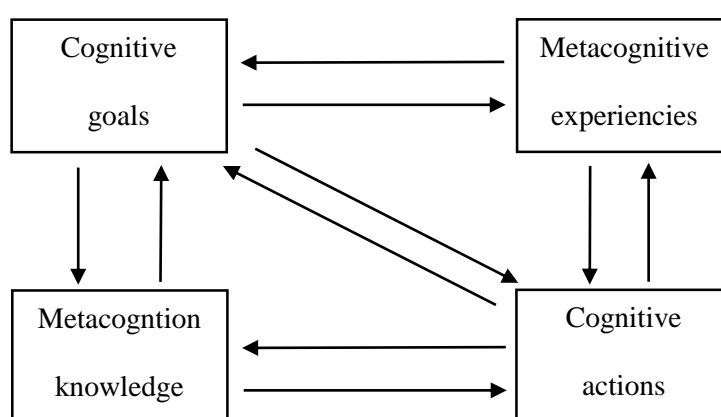 Cognitive
goals
Metacognitive
experiencies
Metacogntion
knowledge
Cognitive
actions